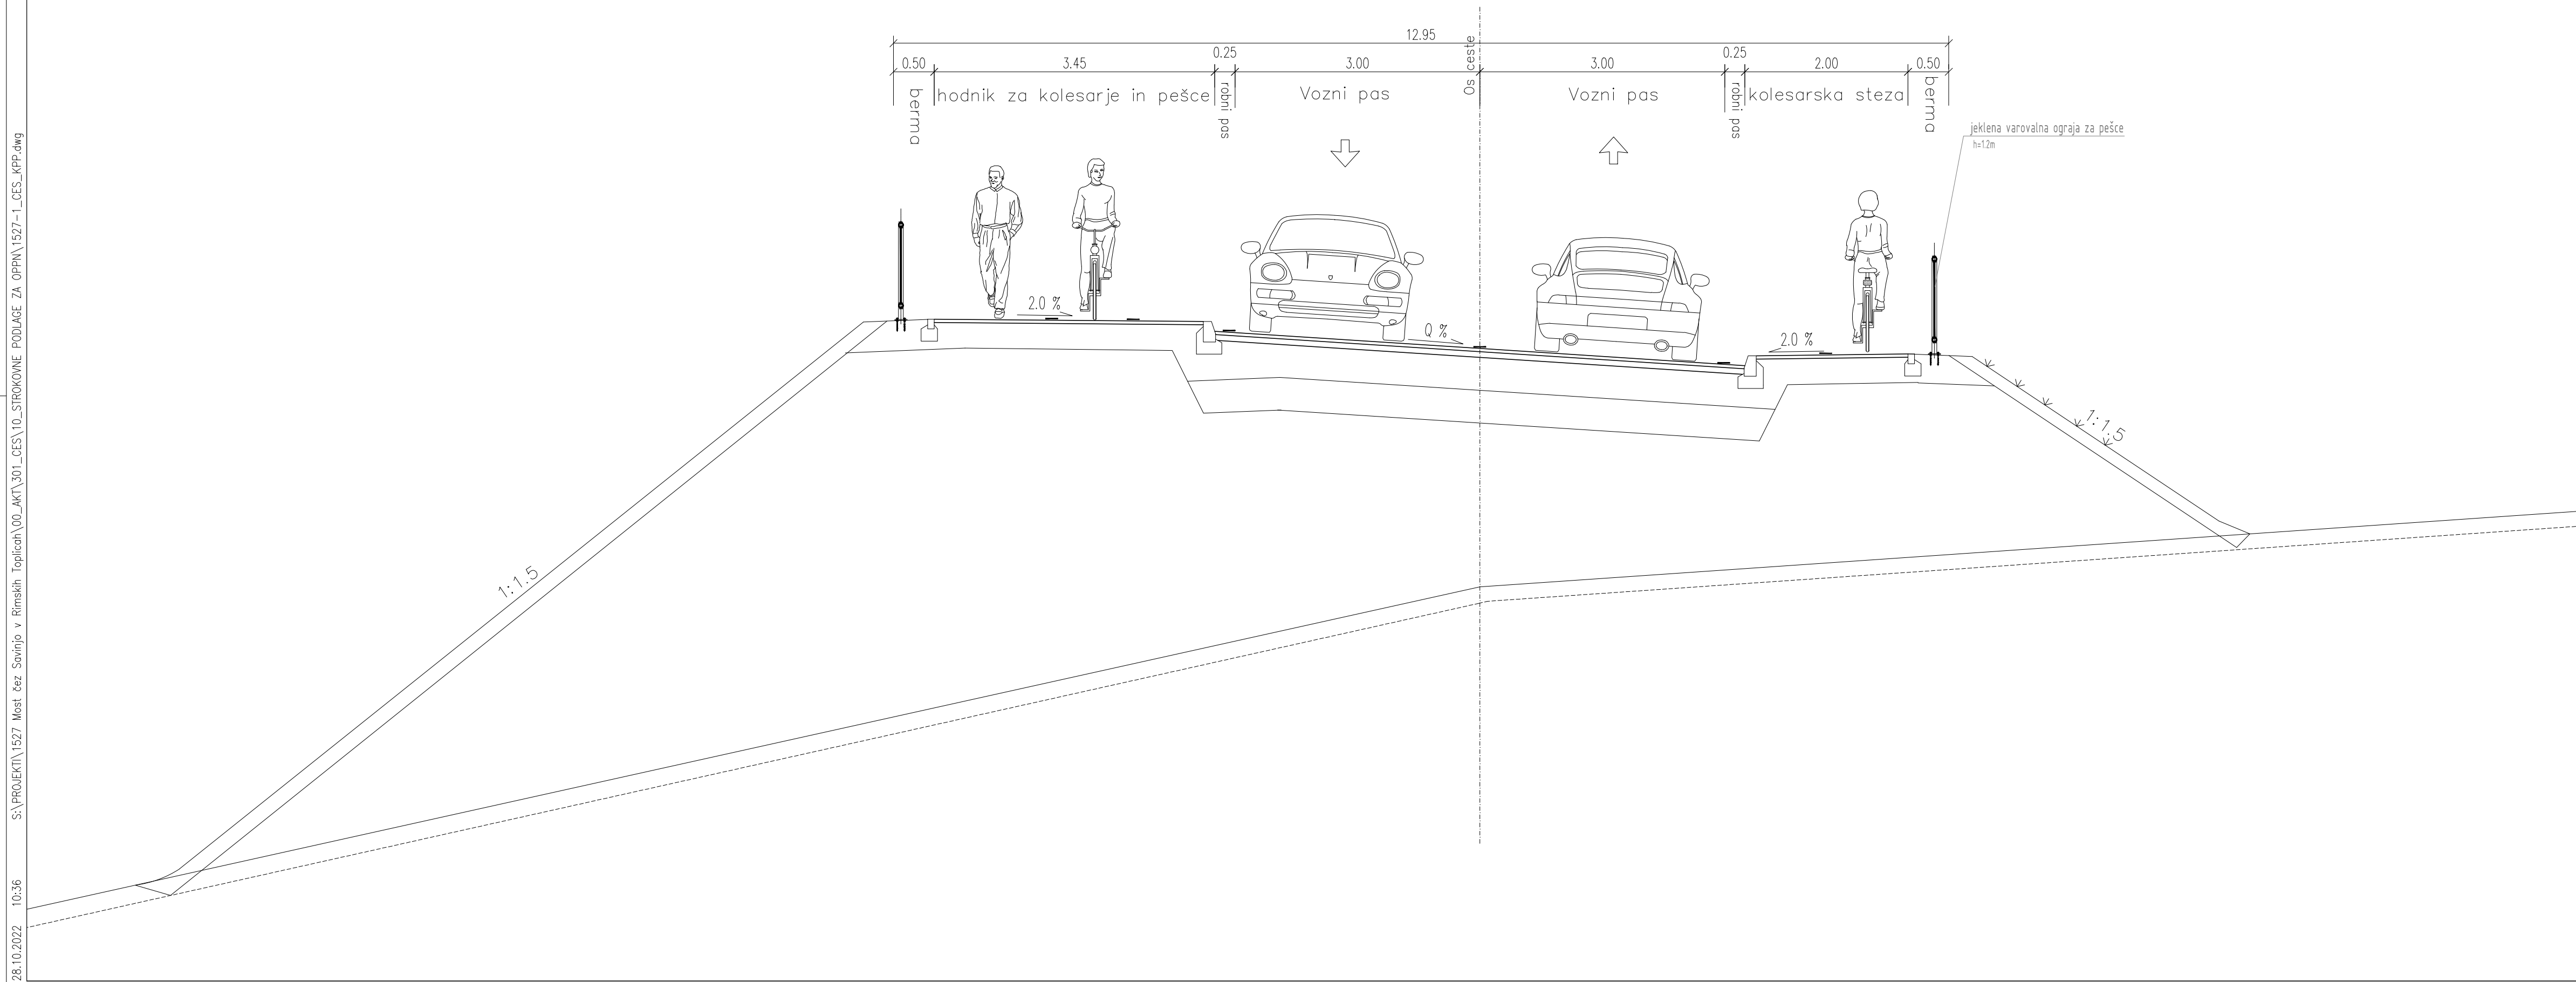 12.95
0.25
0.25
0.50
3.45
3.00
3.00
2.00
0.50
berma
hodnik za kolesarje in pešce
robni pas
Vozni pas
Os ceste
Vozni pas
robni pas
kolesarska steza
berma
jeklena varovalna ograja za pešce
h=1.2m
2.0 %
Q %
2.0 %
1:1.5
1:1.5
28.10.2022 10:36 S:\PROJEKTI\1527 Most čez Savinjo v Rimskih Toplicah\00_AKT\301_CES\10_STROKOVNE PODLAGE ZA OPPN\1527-1_CES_KPP.dwg